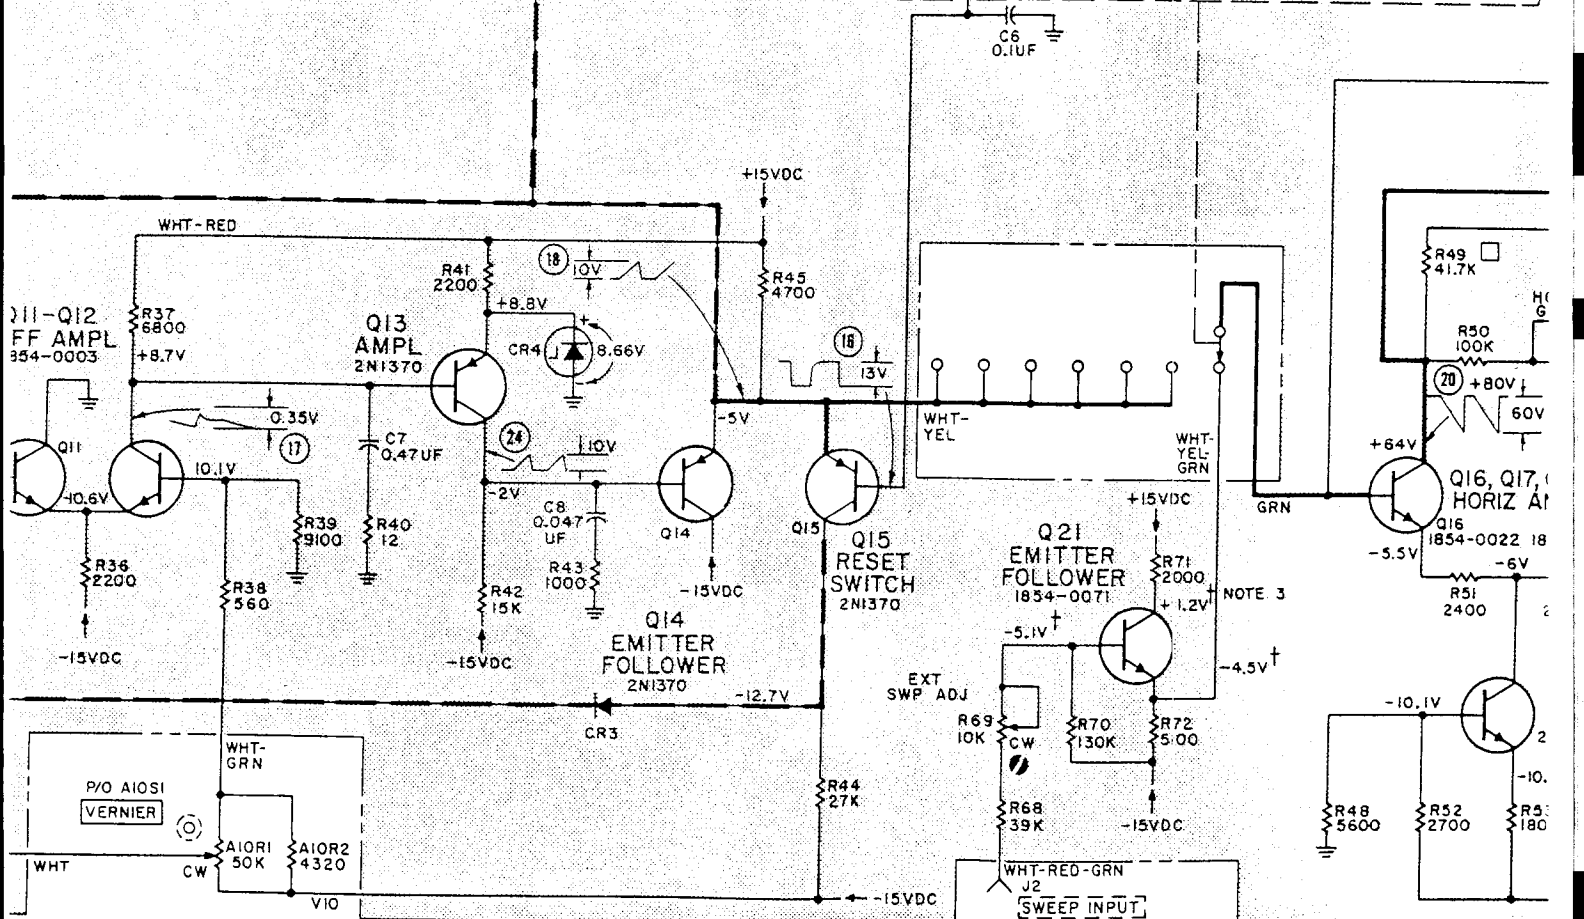 C6
0.1UF
+15VDC
WHT-RED
R41
2200
18
10V
R45
4700
R49
41.7K
+8.8V
R37
6800
Q11-Q12
FF AMPL
854-0003
+8.7V
Q13
AMPL
2N1370
CR4
+
8.66V
16
13V
R50
100K
20
+80V
60V
+64V
0.35V
17
Q11
10.1V
-10.6V
C7
0.47UF
24
10V
-5V
-2V
WHT-
YEL
WHT-
YEL-
GRN
GRN
C8
0.047
UF
Q14
Q15
Q15
RESET
SWITCH
2N1370
+15VDC
Q21
EMITTER
FOLLOWER
1854-0071
R71
2000
Q16, Q17,
HORIZ
Q16
1854-0022 18
-5.5V
-6V
R51
2400
R39
9100
R40
12
R36
2200
R38
560
R42
15K
R43
1000
-15VDC
-15VDC
-15VDC
+1.2V†
NOTE 3
-5.1V†
-4.5V†
Q14
EMITTER
FOLLOWER
2N1370
-12.7V
CR3
EXT
SWP ADJ
R69
10K
CW
R70
130K
R72
500
-10.1V
-10.
WHT-
GRN
P/O A10S1
VERNIER
R44
27K
R68
39K
-15VDC
R48
5600
R52
2700
R5
180
A10R1
50K
A10R2
4320
WHT
CW
V10
-15VDC
WHT-RED-GRN
J2
SWEEP INPUT